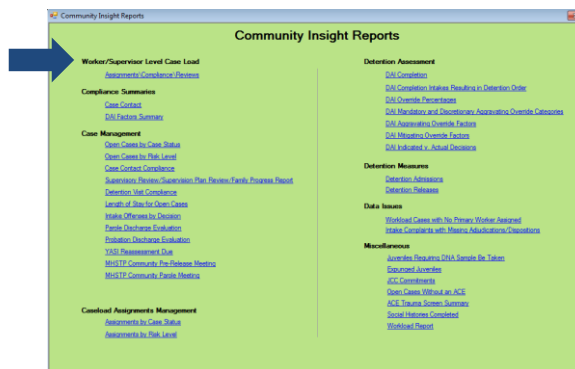 Community Insight Reports
Community Insight Reports
Worker/Supervisor Level Case Load
Assignments\Compliance\Reviews
Compliance Summaries
Case Contact
DAI Factors Summary
Case Management
Open Cases by Case Status
Open Cases by Risk Level
Case Contact Compliance
Supervisory Review/Supervision Plan Review/Family Progress Report
Detention Visit Compliance
Length of Stay for Open Cases
Intake Offenses by Decision
Parole Discharge Evaluation
Probation Discharge Evaluation
YASI Reassessment Due
MHSTP Community Pre-Release Meeting
MHSTP Community Parole Meeting
Caseload Assignments Management
Assignments by Case Status
Assignments by Risk Level
Detention Assessment
DAI Completion
DAI Completion Intakes Resulting in Detention Order
DAI Override Percentages
DAI Mandatory and Discretionary Aggravating Override Categories
DAI Aggravating Override Factors
DAI Mitigating Override Factors
DAI Indicated v. Actual Decisions
Detention Measures
Detention Admissions
Detention Releases
Data Issues
Workload Cases with No Primary Worker Assigned
Intake Complaints with Missing Adjudications/Dispositions
Miscellaneous
Juveniles Requiring DNA Sample Be Taken
Expunged Juveniles
JCC Commitments
Open Cases Without an ACE
ACE Trauma Screen Summary
Social Histories Completed
Workload Report